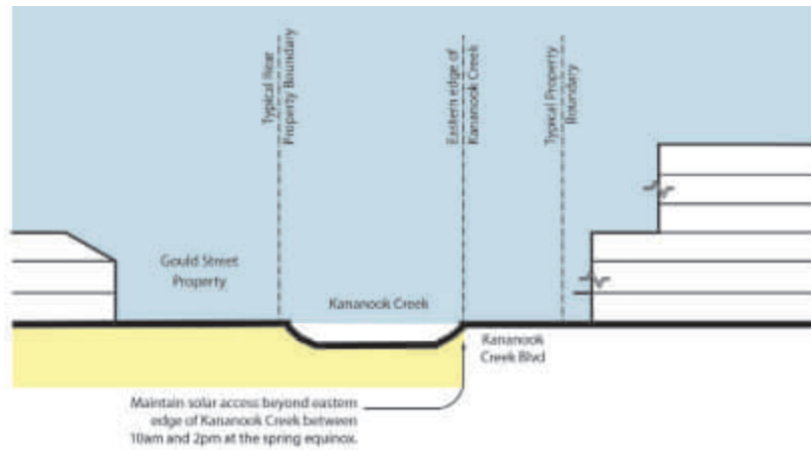 Typical Rear
Property Boundary
Eastern edge of
Kananook Creek
Typical Property
Boundary
Gould Street
Property
Kananook Creek
Kananook
Creek Blvd
Maintain solar access beyond eastern
edge of Kananook Creek between
10am and 2pm at the spring equinox.